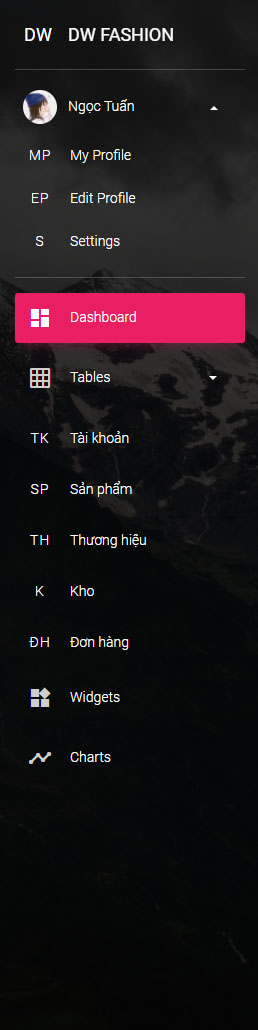 DW DW FASHION
Ngọc Tuấn
MP My Profile
EP Edit Profile
S Settings
Dashboard
Tables
TK Tài khoản
SP Sản phẩm
TH Thương hiệu
K Kho
ĐH Đơn hàng
Widgets
Charts